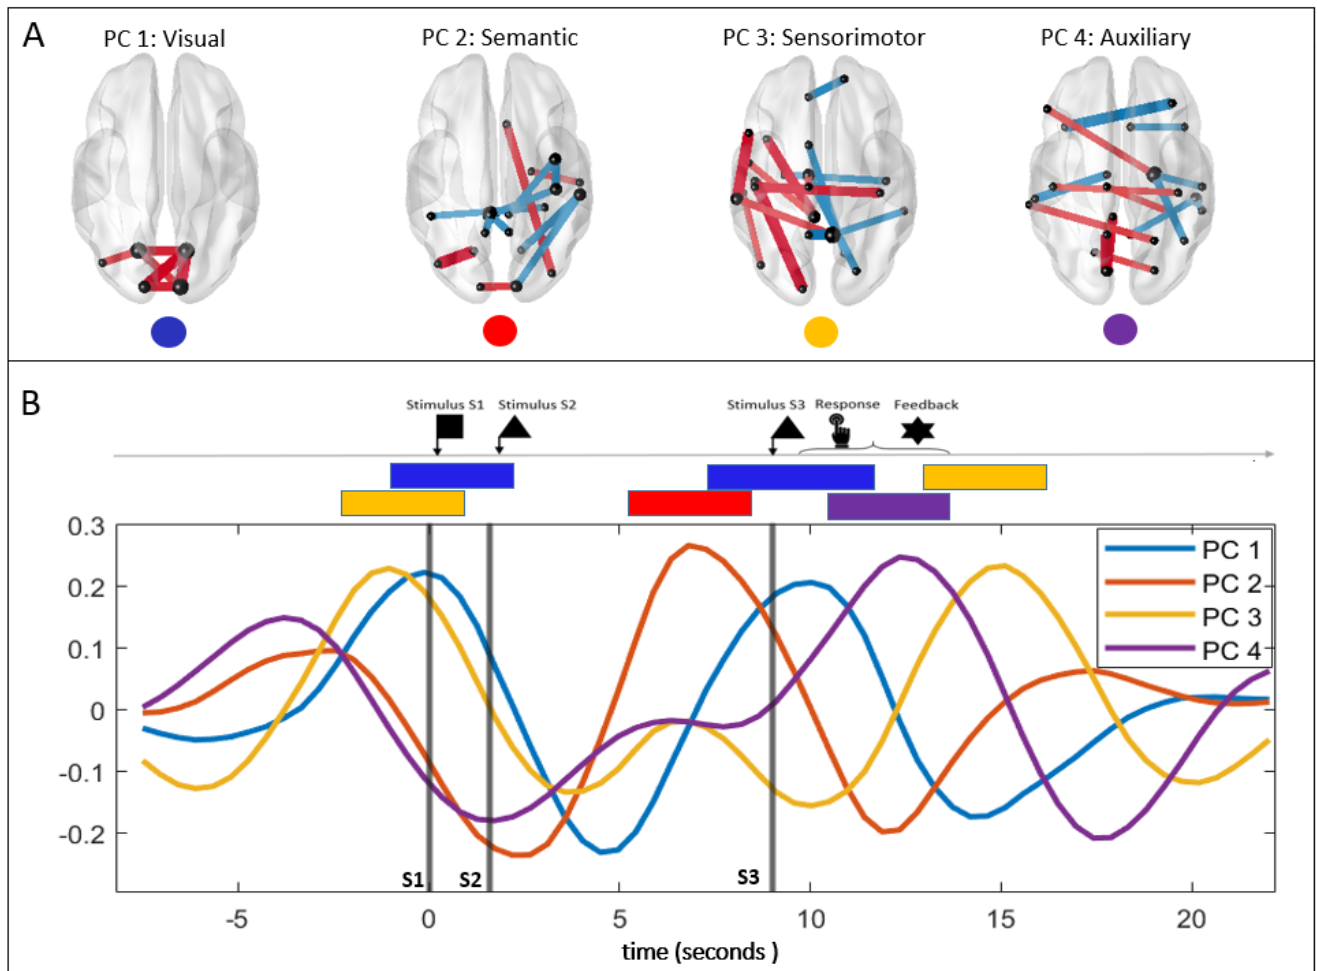 A
PC 1: Visual
PC 2: Semantic
PC 3: Sensorimotor
PC 4: Auxiliary
B
Stimulus S1
Stimulus S2
Stimulus S3
Response
Feedback
0.3
0.2
0.1
0
-0.1
-0.2
PC 1
PC 2
PC 3
PC 4
S1
S2
S3
-5
0
5
10
15
20
time (seconds )